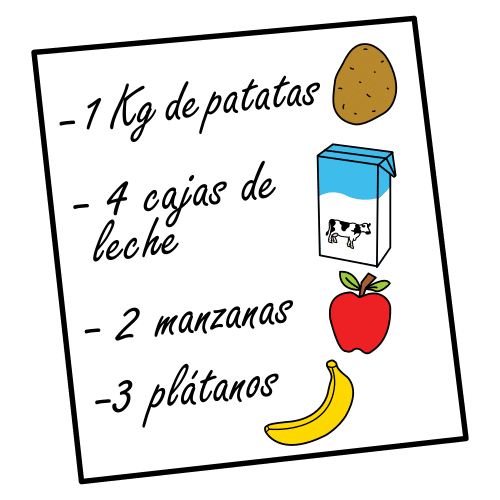 - 1 Kg de patatas
- 4 cajas de
leche
- 2 manzanas
-3 plátanos